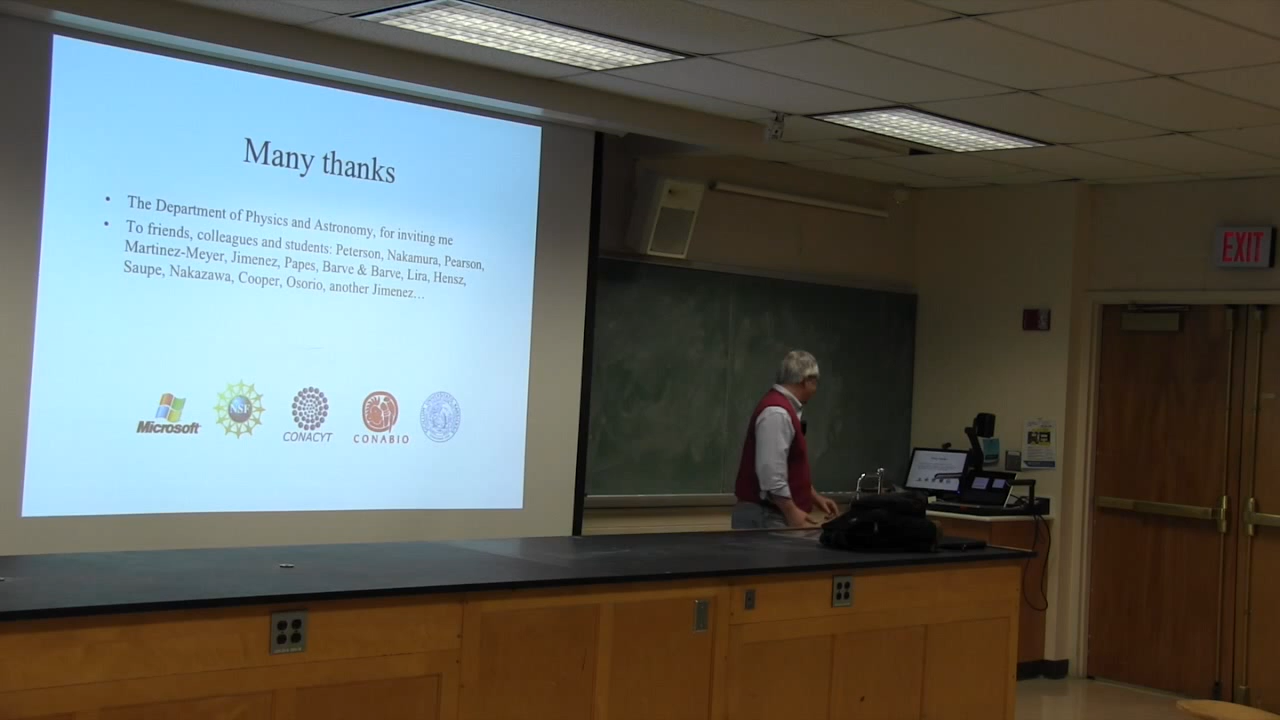 Many thanks
• The Department of Physics and Astronomy, for inviting me
• To friends, colleagues and students: Peterson, Nakamura, Pearson,
Martinez-Meyer, Jimenez, Papes, Barve & Barve, Lira, Hensz,
Saupe, Nakazawa, Cooper, Osorio, another Jimenez…
Microsoft
NSF
CONACYT
CONABIO
EXIT